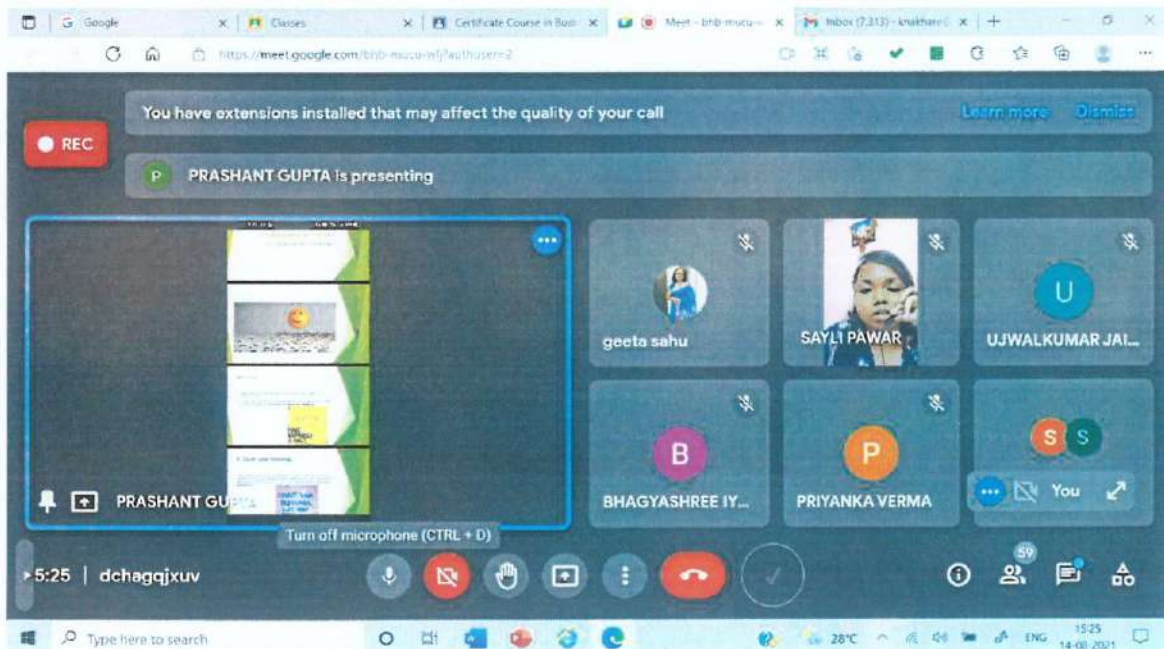 Google
Classes
Certificate Course in Busi
Meet - bhb-mucu-w
Inbox (7,313) - knakhare
https://meet.google.com/bhb-mucu-wfj?authuser=2
You have extensions installed that may affect the quality of your call
Learn more
Dismiss
REC
P
PRASHANT GUPTA is presenting
geeta sahu
SAYLI PAWAR
U
UJWALKUMAR JAI...
PRASHANT GU
B
BHAGYASHREE IY...
P
PRIYANKA VERMA
S S
You
Turn off microphone (CTRL + D)
5:25 | dchagqjxuv
59
Type here to search
28°C
ENG
15:25
14-08-2021